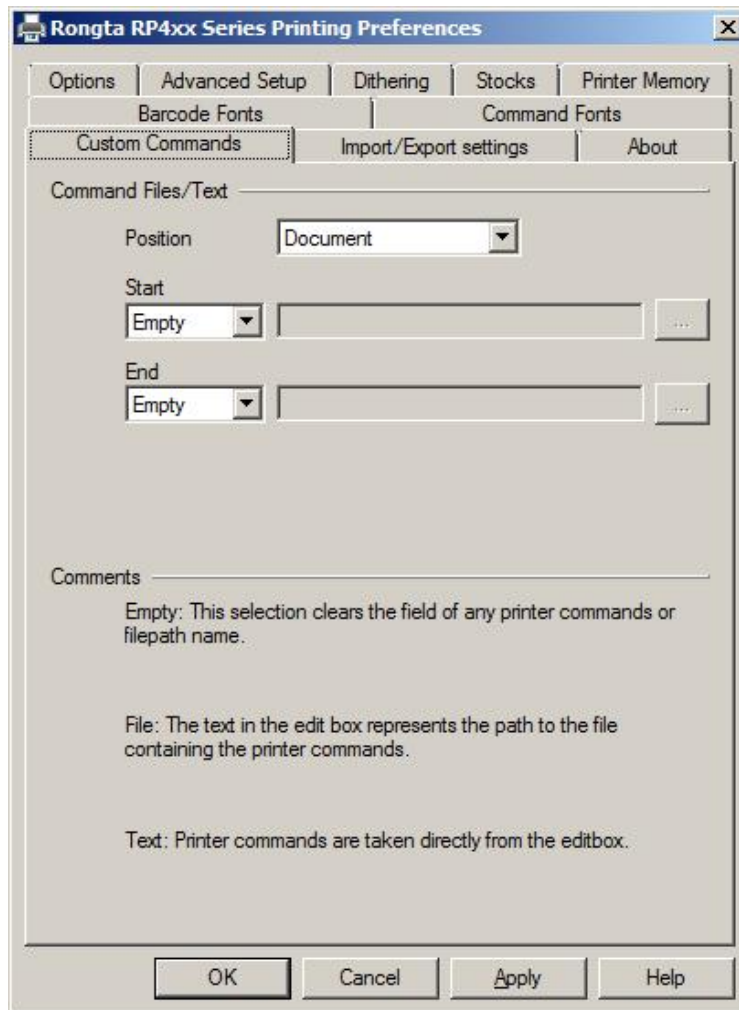 Rongta RP4xx Series Printing Preferences
Options Advanced Setup Dithering Stocks Printer Memory
Barcode Fonts Command Fonts
Custom Commands Import/Export settings About
Command Files/Text
Position Document
Start
Empty ...
End
Empty ...
Comments
Empty: This selection clears the field of any printer commands or
filepath name.
File: The text in the edit box represents the path to the file
containing the printer commands.
Text: Printer commands are taken directly from the editbox.
OK Cancel Apply Help